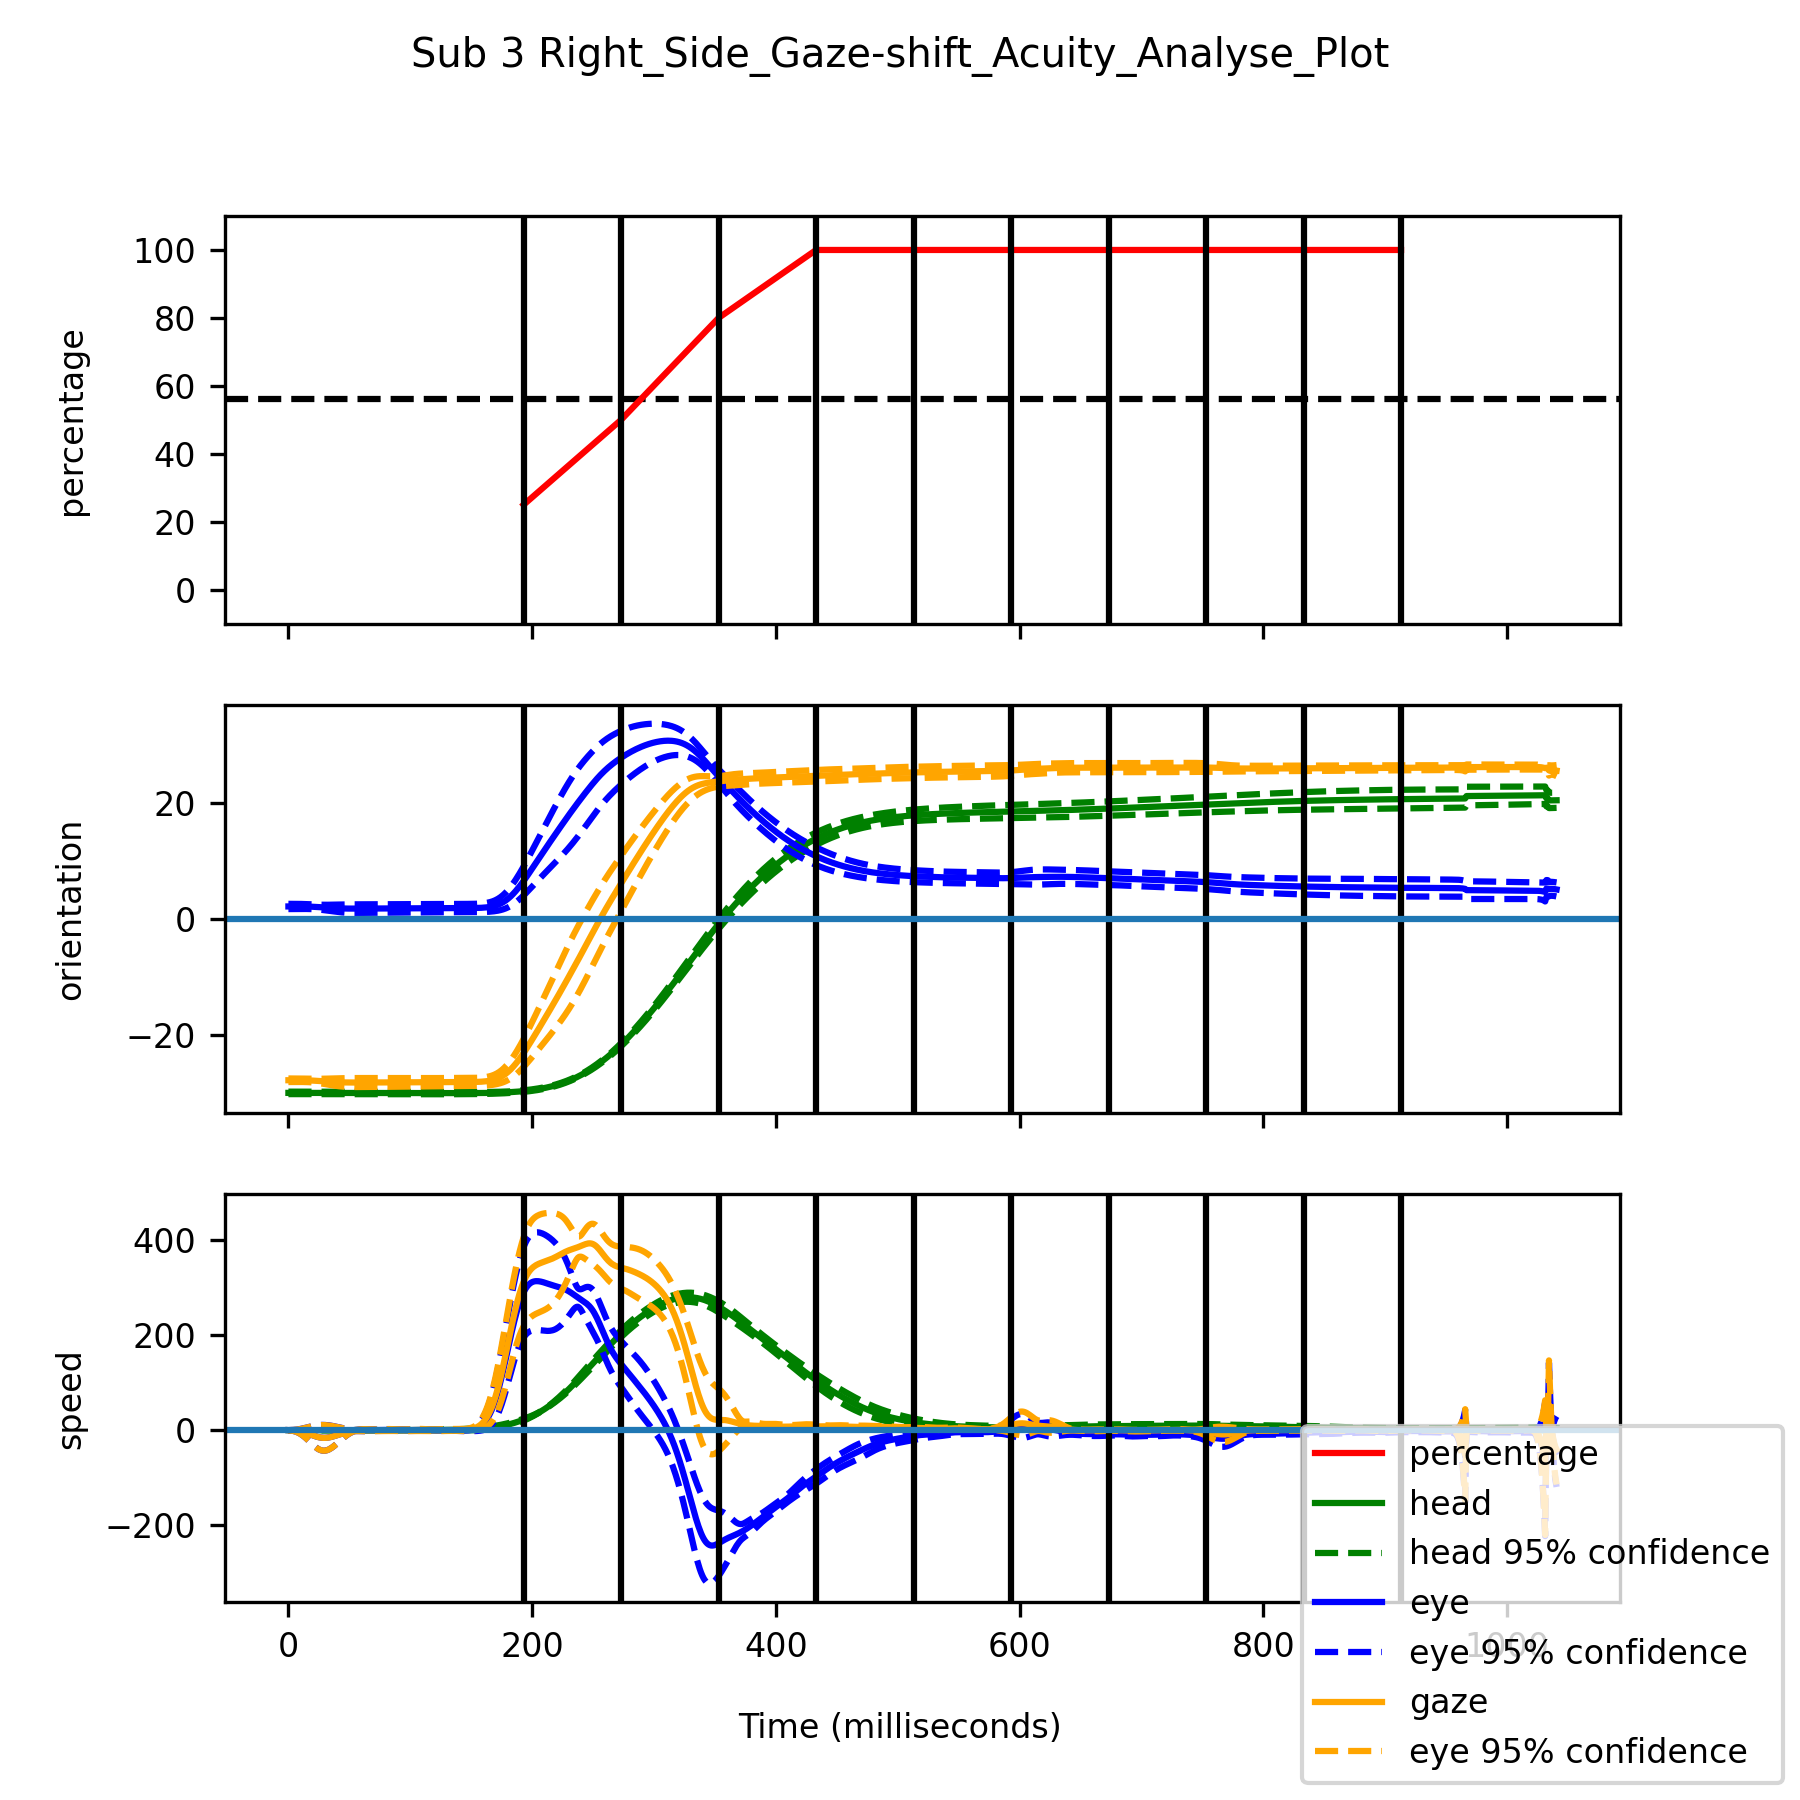 Sub 3 Right_Side_Gaze-shift_Acuity_Analyse_Plot
percentage
100
80
60
40
20
0
orientation
20
0
−20
speed
400
200
0
−200
0 200 400 600 800 1000
Time (milliseconds)
percentage
head
head 95% confidence
eye
eye 95% confidence
gaze
eye 95% confidence